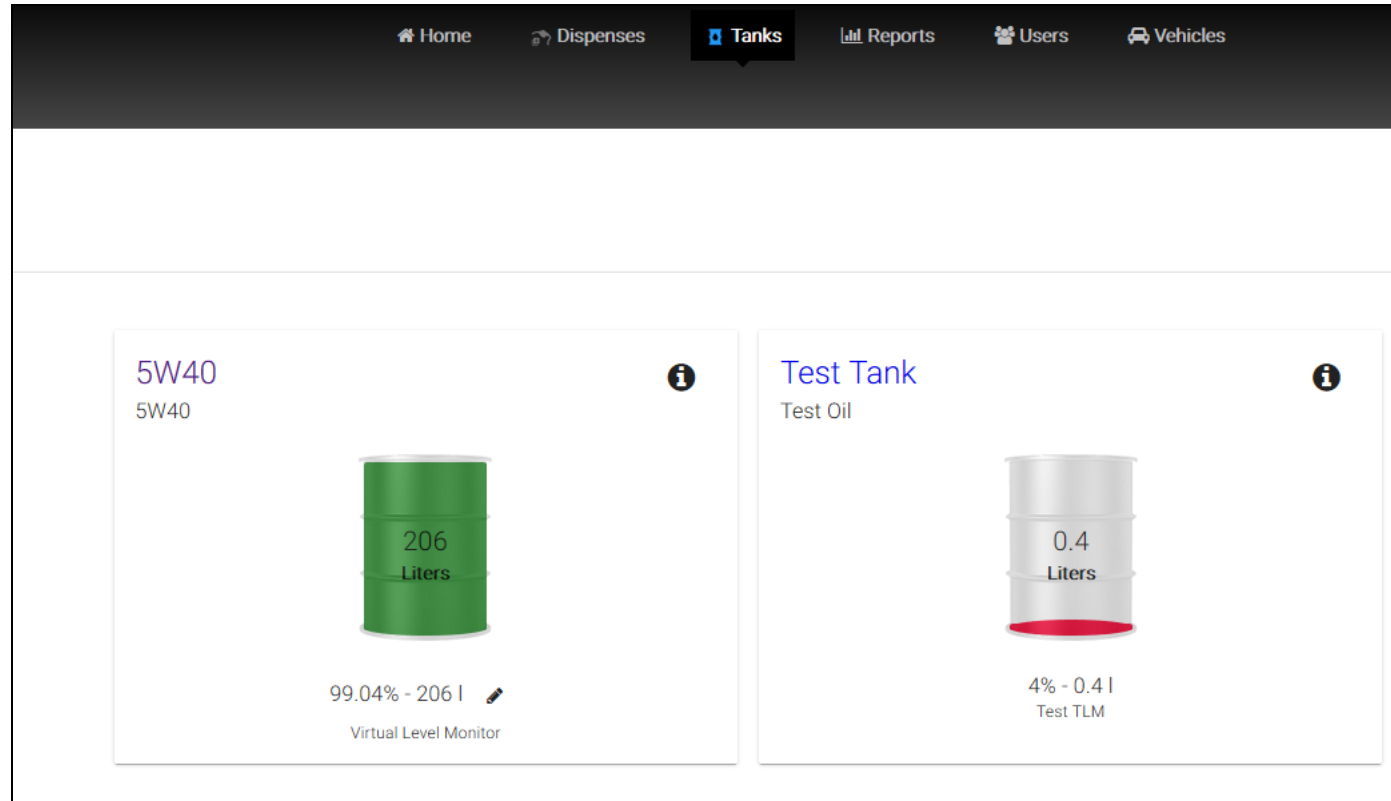 Home Dispenses Tanks Reports Users Vehicles
5W40
5W40
206
Liters
99.04% - 206 l
Virtual Level Monitor
Test Tank
Test Oil
0.4
Liters
4% - 0.4 l
Test TLM